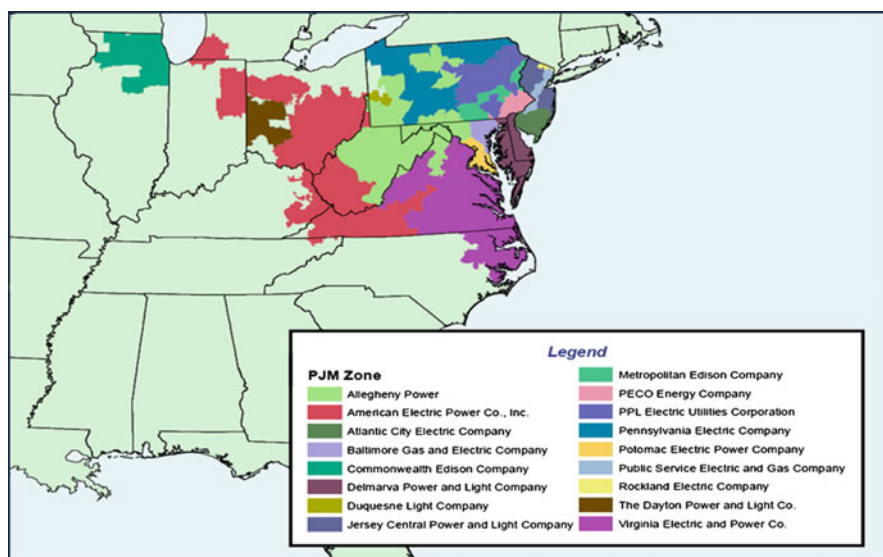 Legend
PJM Zone
Allegheny Power
American Electric Power Co., Inc.
Atlantic City Electric Company
Baltimore Gas and Electric Company
Commonwealth Edison Company
Delmarva Power and Light Company
Duquesne Light Company
Jersey Central Power and Light Company
Metropolitan Edison Company
PECO Energy Company
PPL Electric Utilities Corporation
Pennsylvania Electric Company
Potomac Electric Power Company
Public Service Electric and Gas Company
Rockland Electric Company
The Dayton Power and Light Co.
Virginia Electric and Power Co.